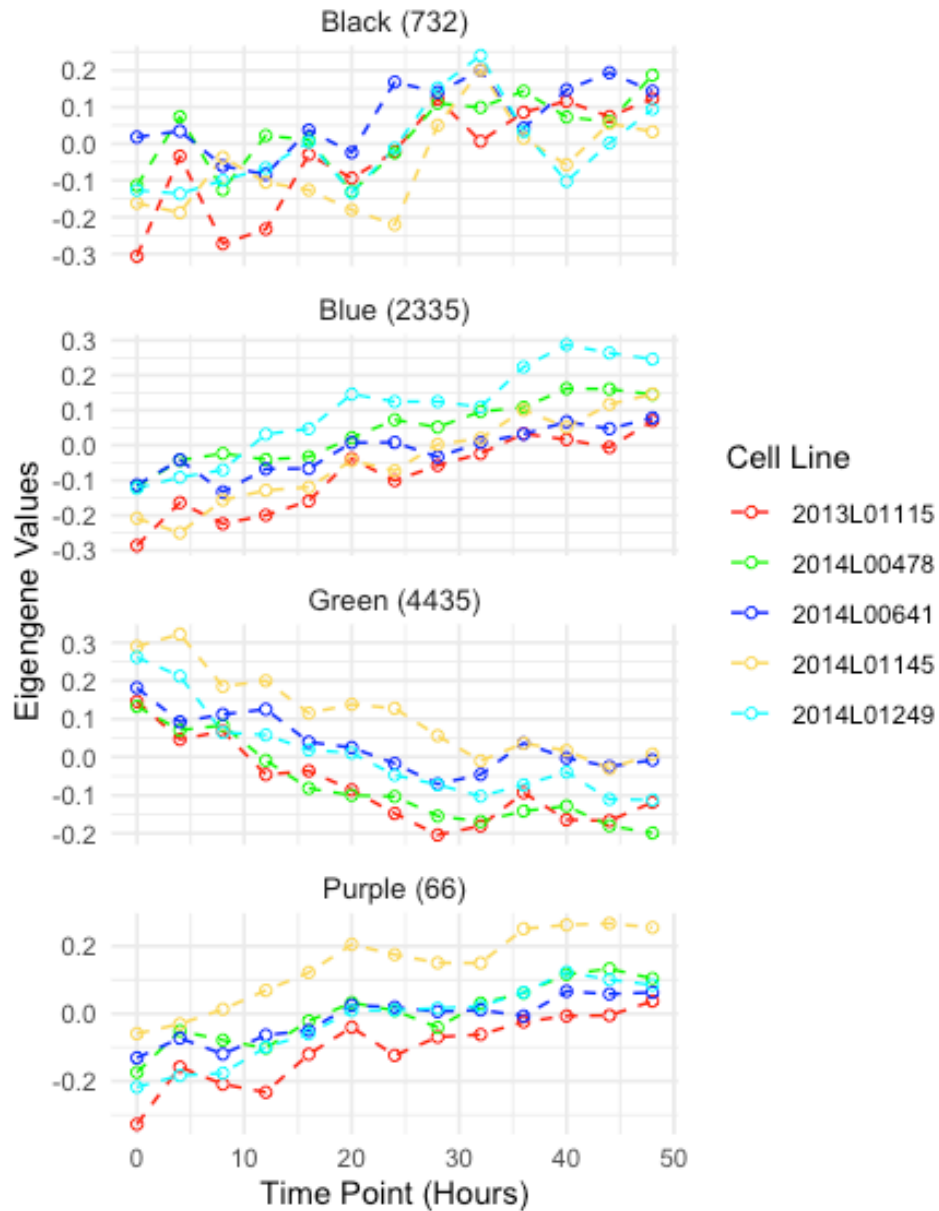 Black (732)
0.2
0.1
0.0
-0.1
-0.2
-0.3
Blue (2335)
0.3
0.2
0.1
0.0
-0.1
-0.2
-0.3
Green (4435)
0.3
0.2
0.1
0.0
-0.1
-0.2
Purple (66)
0.2
0.0
-0.2
0 10 20 30 40 50
Time Point (Hours)
Eigengene Values
Cell Line
2013L01115
2014L00478
2014L00641
2014L01145
2014L01249